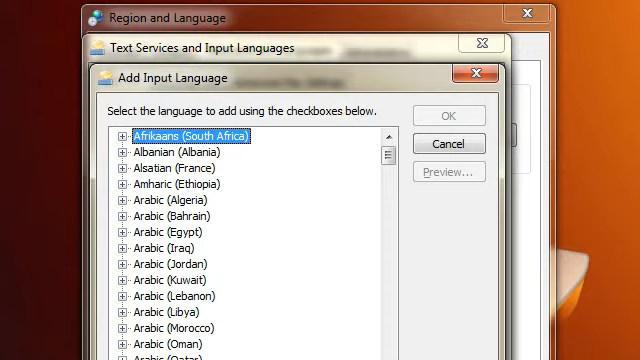 Region and Language
Text Services and Input Languages
Add Input Language
Select the language to add using the checkboxes below.
OK
Cancel
Preview...
Afrikaans (South Africa)
Albanian (Albania)
Alsatian (France)
Amharic (Ethiopia)
Arabic (Algeria)
Arabic (Bahrain)
Arabic (Egypt)
Arabic (Iraq)
Arabic (Jordan)
Arabic (Kuwait)
Arabic (Lebanon)
Arabic (Libya)
Arabic (Morocco)
Arabic (Oman)
Arabic (Qatar)